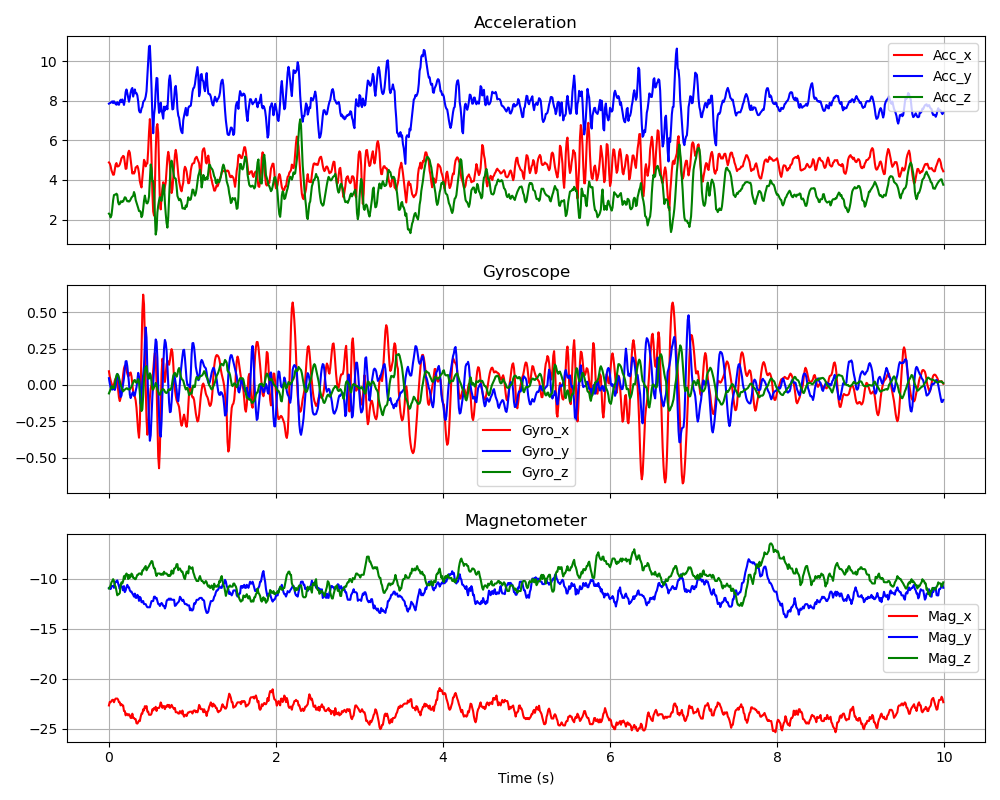 Acceleration
10
8
6
4
2
Acc_x
Acc_y
Acc_z
Gyroscope
0.50
0.25
0.00
−0.25
−0.50
Gyro_x
Gyro_y
Gyro_z
Magnetometer
−10
−15
−20
−25
Mag_x
Mag_y
Mag_z
0 2 4 6 8 10
Time (s)